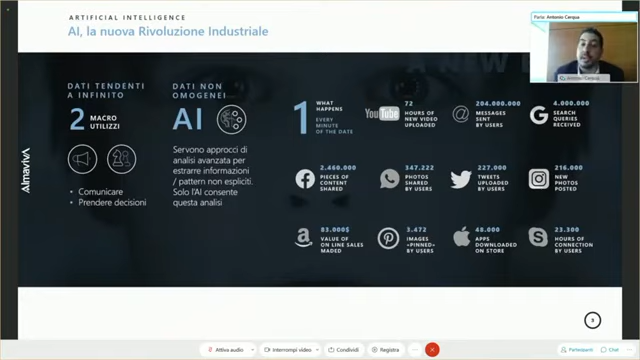 ARTIFICIAL INTELLIGENCE
AI, la nuova Rivoluzione Industriale
Parla: Antonio Cerqua
Antonio Cerqua
A NEW
DATI TENDENTI
A INFINITO
2 MACRO
UTILIZZI
• Comunicare
• Prendere decisioni
DATI NON
OMOGENEI
AI
Servono approcci di
analisi avanzata per
estrarre informazioni
/ pattern non espliciti.
Solo l'AI consente
questa analisi
1 WHAT
HAPPENS
EVERY
MINUTE
OF THE DATE
YouTube
72
HOURS OF
NEW VIDEO
UPLOADED
@
204.000.000
MESSAGES
SENT
BY USERS
G
4.000.000
SEARCH
QUERIES
RECEIVED
f
2.460.000
PIECES OF
CONTENT
SHARED
347.222
PHOTOS
SHARED
BY USERS
227.000
TWEETS
UPLOADED
BY USERS
216.000
NEW
PHOTOS
POSTED
a
83.000$
VALUE OF
ON LINE SALES
MADED
3.472
IMAGES
«PINNED»
BY USERS
48.000
APPS
DOWNLOADED
ON STORE
S
23.300
HOURS OF
CONNECTION
BY USERS
AlmavivA
3
Attiva audio
Interrompi video
Condividi
Registra
Partecipanti
Chat